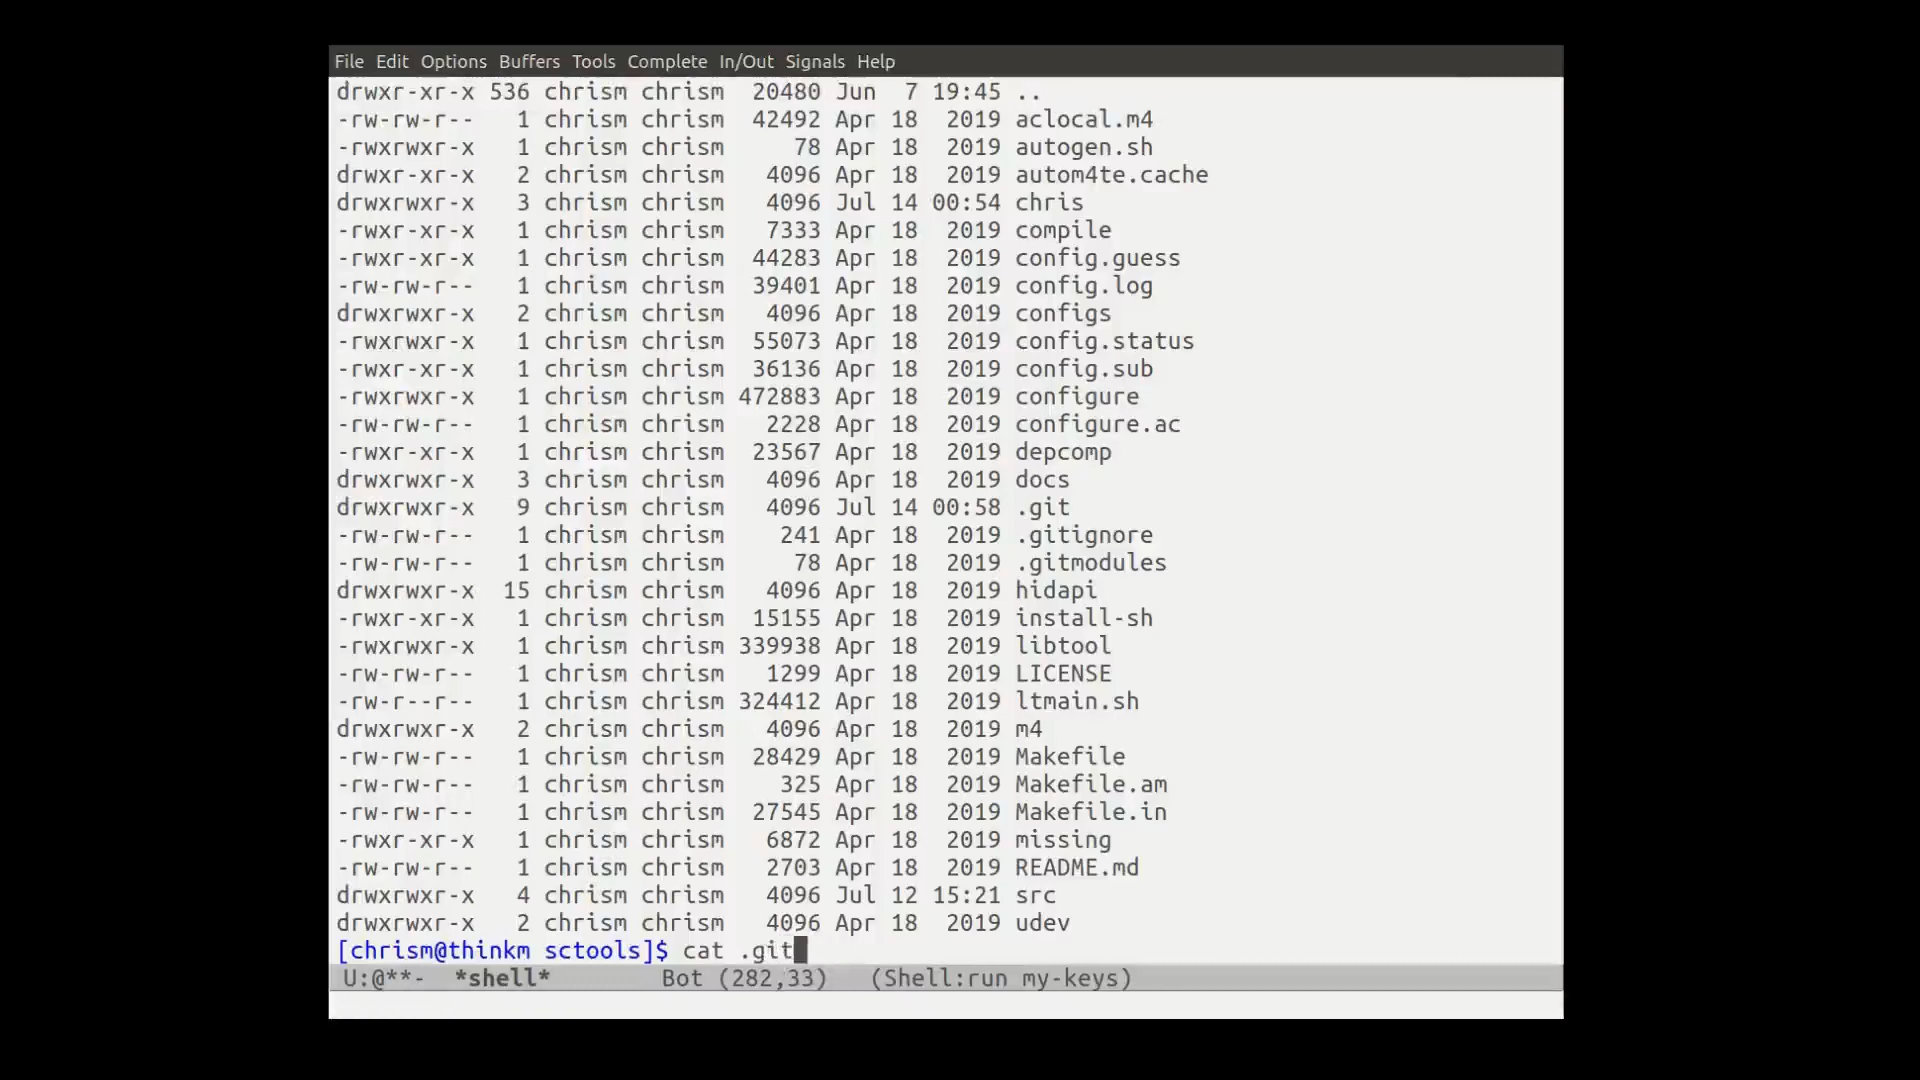 File Edit Options Buffers Tools Complete In/Out Signals Help
drwxr-xr-x 536 chrism chrism  20480 Jun  7 19:45 ..
-rw-rw-r--   1 chrism chrism  42492 Apr 18  2019 aclocal.m4
-rwxrwxr-x   1 chrism chrism     78 Apr 18  2019 autogen.sh
drwxr-xr-x   2 chrism chrism   4096 Apr 18  2019 autom4te.cache
drwxrwxr-x   3 chrism chrism   4096 Jul 14 00:54 chris
-rwxr-xr-x   1 chrism chrism   7333 Apr 18  2019 compile
-rwxr-xr-x   1 chrism chrism  44283 Apr 18  2019 config.guess
-rw-rw-r--   1 chrism chrism  39401 Apr 18  2019 config.log
drwxrwxr-x   2 chrism chrism   4096 Apr 18  2019 configs
-rwxrwxr-x   1 chrism chrism  55073 Apr 18  2019 config.status
-rwxr-xr-x   1 chrism chrism  36136 Apr 18  2019 config.sub
-rwxrwxr-x   1 chrism chrism 472883 Apr 18  2019 configure
-rw-rw-r--   1 chrism chrism   2228 Apr 18  2019 configure.ac
-rwxr-xr-x   1 chrism chrism  23567 Apr 18  2019 depcomp
drwxrwxr-x   3 chrism chrism   4096 Apr 18  2019 docs
drwxrwxr-x   9 chrism chrism   4096 Jul 14 00:58 .git
-rw-rw-r--   1 chrism chrism    241 Apr 18  2019 .gitignore
-rw-rw-r--   1 chrism chrism     78 Apr 18  2019 .gitmodules
drwxrwxr-x  15 chrism chrism   4096 Apr 18  2019 hidapi
-rwxr-xr-x   1 chrism chrism  15155 Apr 18  2019 install-sh
-rwxrwxr-x   1 chrism chrism 339938 Apr 18  2019 libtool
-rw-rw-r--   1 chrism chrism   1299 Apr 18  2019 LICENSE
-rw-r--r--   1 chrism chrism 324412 Apr 18  2019 ltmain.sh
drwxrwxr-x   2 chrism chrism   4096 Apr 18  2019 m4
-rw-rw-r--   1 chrism chrism  28429 Apr 18  2019 Makefile
-rw-rw-r--   1 chrism chrism    325 Apr 18  2019 Makefile.am
-rw-rw-r--   1 chrism chrism  27545 Apr 18  2019 Makefile.in
-rwxr-xr-x   1 chrism chrism   6872 Apr 18  2019 missing
-rw-rw-r--   1 chrism chrism   2703 Apr 18  2019 README.md
drwxrwxr-x   4 chrism chrism   4096 Jul 12 15:21 src
drwxrwxr-x   2 chrism chrism   4096 Apr 18  2019 udev
[chrism@thinkm sctools]$ cat .git
U:@**-  *shell*        Bot (282,33)   (Shell:run my-keys)